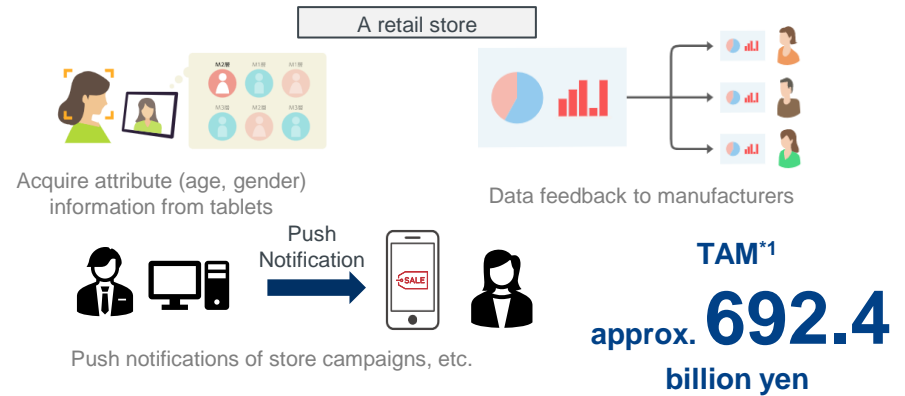 A retail store
M2層 M1層 M1層
M3層 M2層 M3層
Acquire attribute (age, gender)
information from tablets
Data feedback to manufacturers
Push
Notification
SALE
Push notifications of store campaigns, etc.
TAM*1
approx. 692.4
billion yen